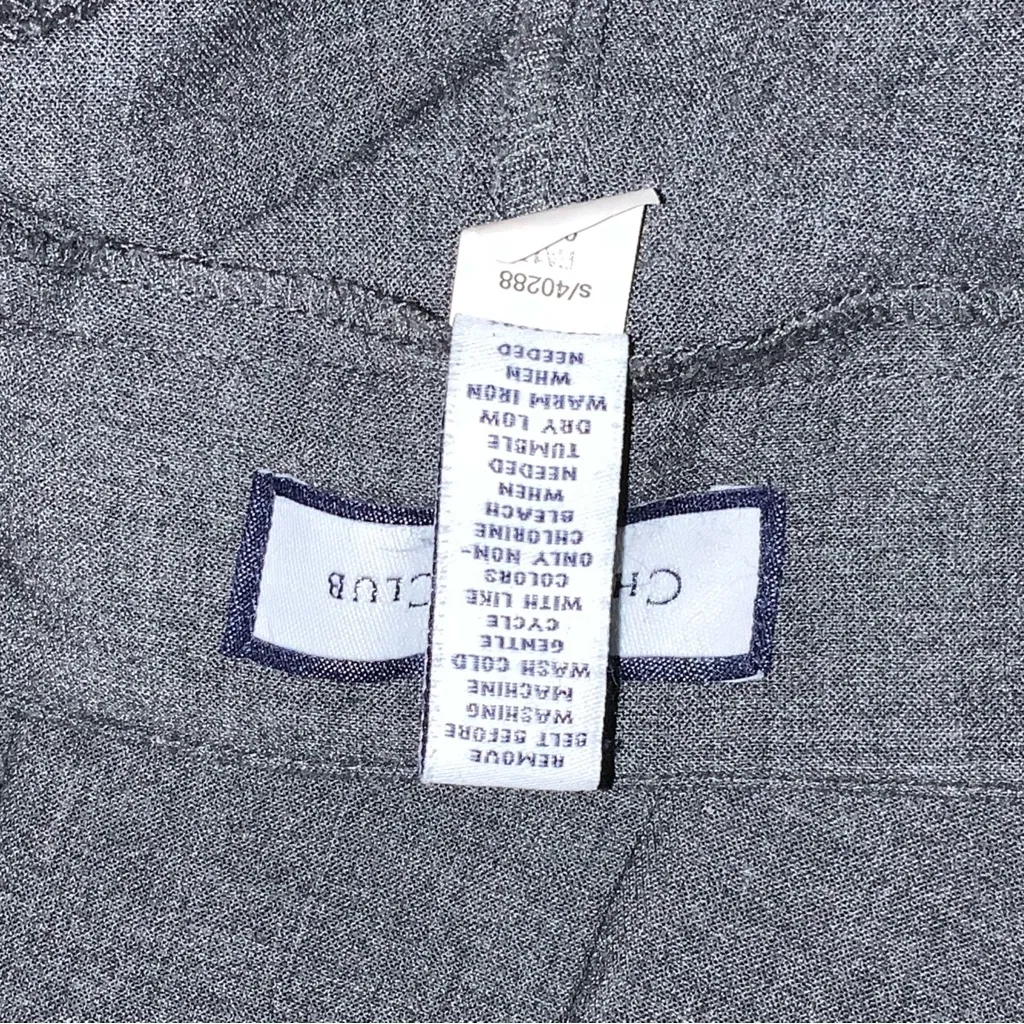 REMOVE
BELT BEFORE
WASHING
MACHINE
WASH COLD
GENTLE
CYCLE
WITH LIKE
COLORS
ONLY NON-
CHLORINE
BLEACH
WHEN
NEEDED
TUMBLE
DRY LOW
WARM IRON
WHEN
NEEDED
s/40288
CH CLUB